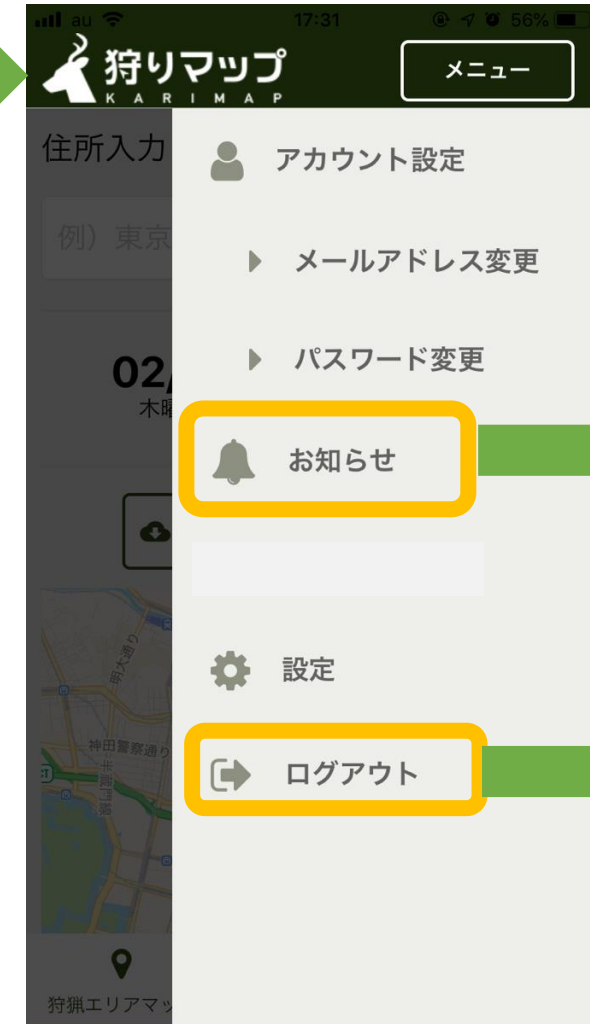 au 17:31 56%
狩りマップ
KARIMAP
メニュー
住所入力
アカウント設定
例）東京
メールアドレス変更
パスワード変更
02/
木曜
お知らせ
設定
明大通り
神田警察通り
ログアウト
C1
狩猟エリアマッ